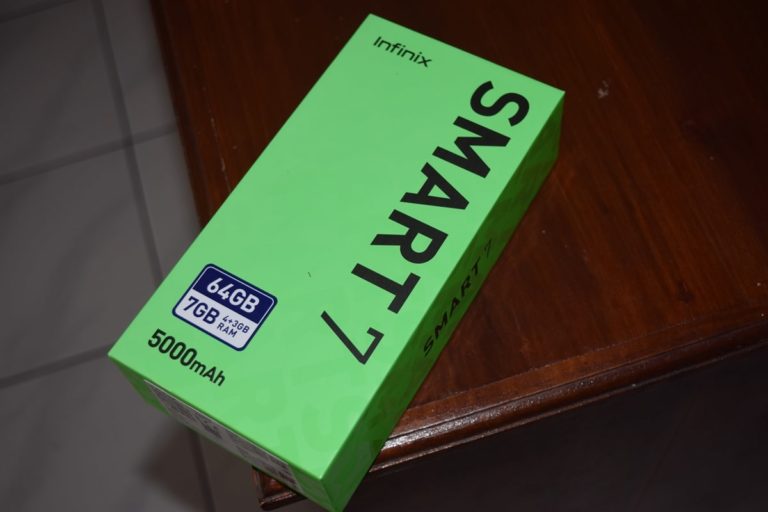 Infinix
SMART 7
64GB
7GB 4+3GB
RAM
5000mAh
SMART 7